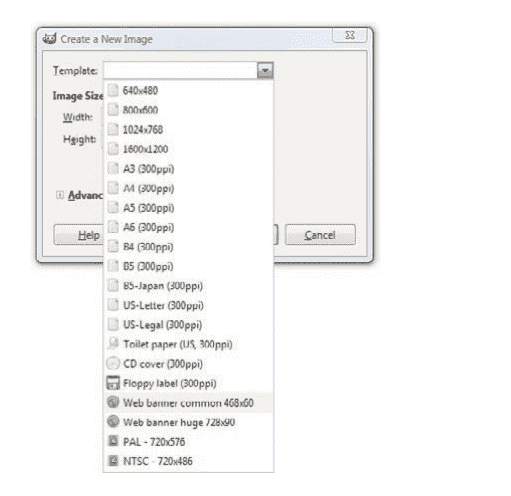 Create a New Image
Template:
640x480
Image Size
800x600
Width:
1024x768
Height:
1600x1200
A3 (300ppi)
A4 (300ppi)
Advanc
A5 (300ppi)
A6 (300ppi)
Help
Cancel
B4 (300ppi)
B5 (300ppi)
B5-Japan (300ppi)
US-Letter (300ppi)
US-Legal (300ppi)
Toilet paper (US, 300ppi)
CD cover (300ppi)
Floppy label (300ppi)
Web banner common 468x60
Web banner huge 728x90
PAL - 720x576
NTSC - 720x486